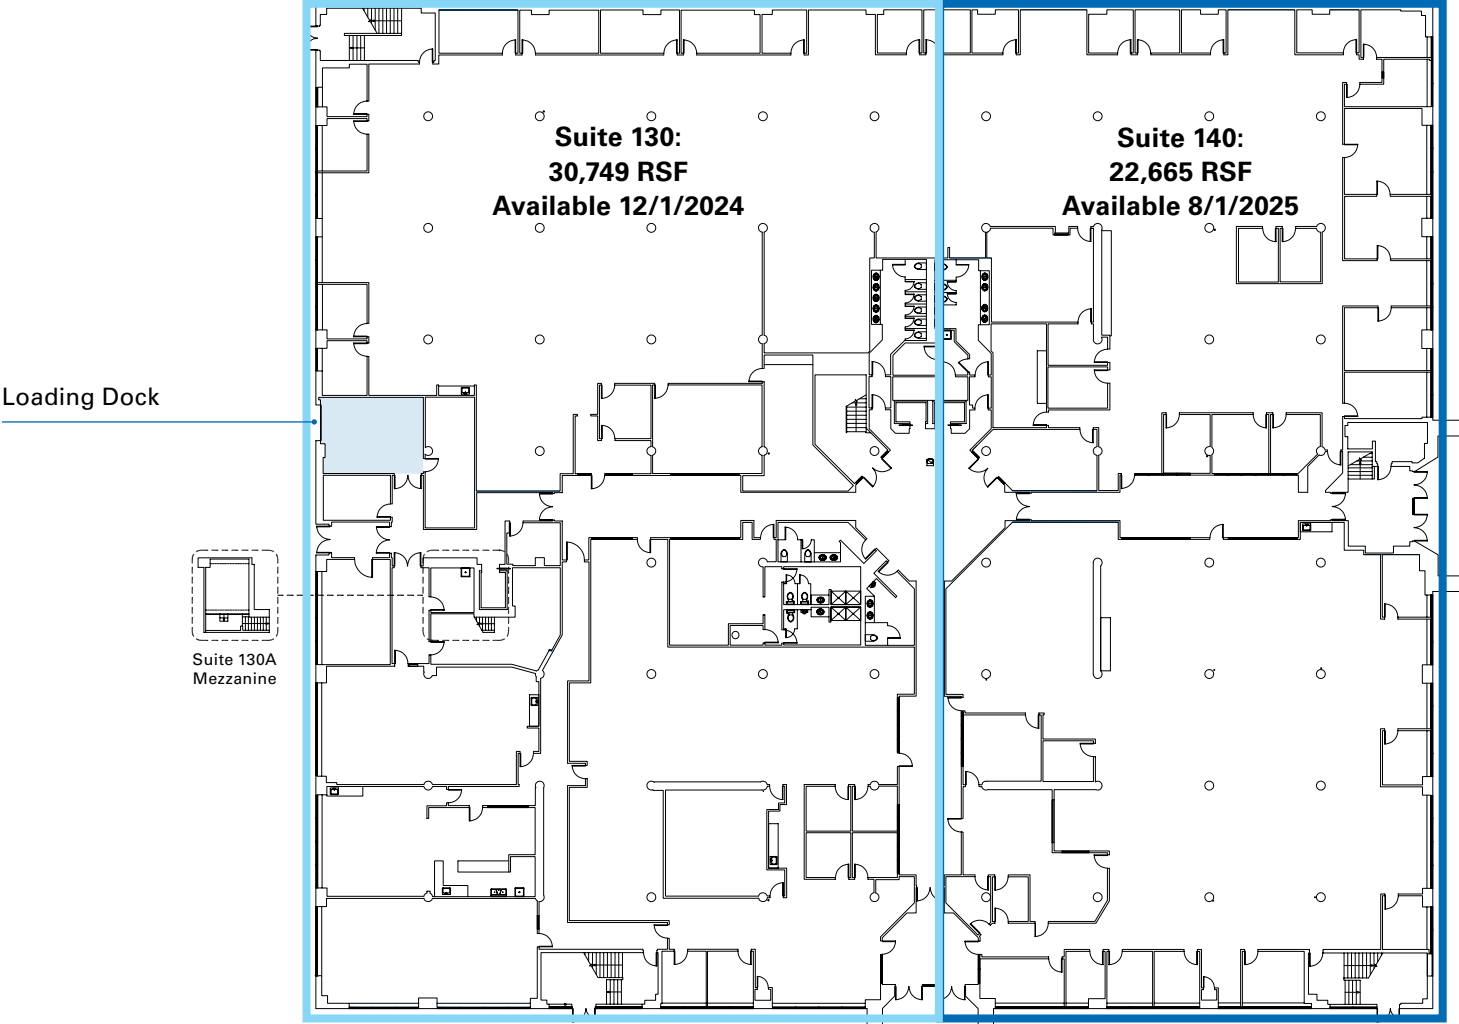 Suite 130:
30,749 RSF
Available 12/1/2024
Suite 140:
22,665 RSF
Available 8/1/2025
Loading Dock
Suite 130A
Mezzanine